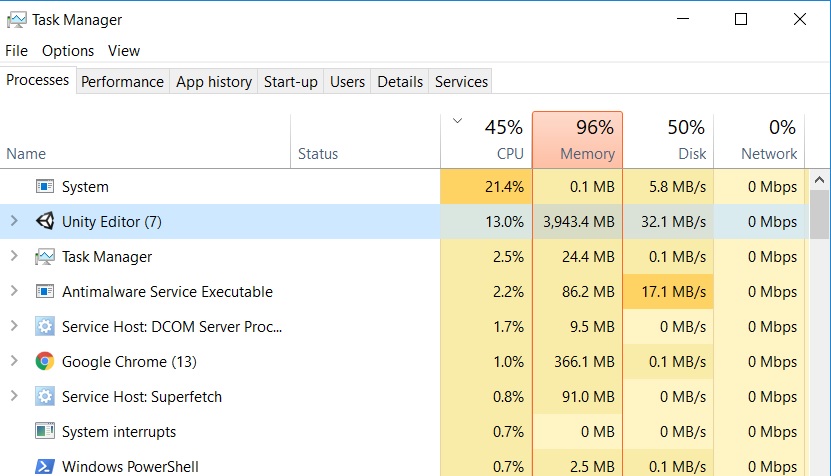 Task Manager
File Options View
Processes Performance App history Start-up Users Details Services
45% 96% 50% 0%
Name Status CPU Memory Disk Network
System 21.4% 0.1 MB 5.8 MB/s 0 Mbps
Unity Editor (7) 13.0% 3,943.4 MB 32.1 MB/s 0 Mbps
Task Manager 2.5% 24.4 MB 0.1 MB/s 0 Mbps
Antimalware Service Executable 2.2% 86.2 MB 17.1 MB/s 0 Mbps
Service Host: DCOM Server Proc... 1.7% 9.5 MB 0 MB/s 0 Mbps
Google Chrome (13) 1.0% 366.1 MB 0.1 MB/s 0 Mbps
Service Host: Superfetch 0.8% 91.0 MB 0 MB/s 0 Mbps
System interrupts 0.7% 0 MB 0 MB/s 0 Mbps
Windows PowerShell 0.7% 2.5 MB 0.1 MB/s 0 Mbps